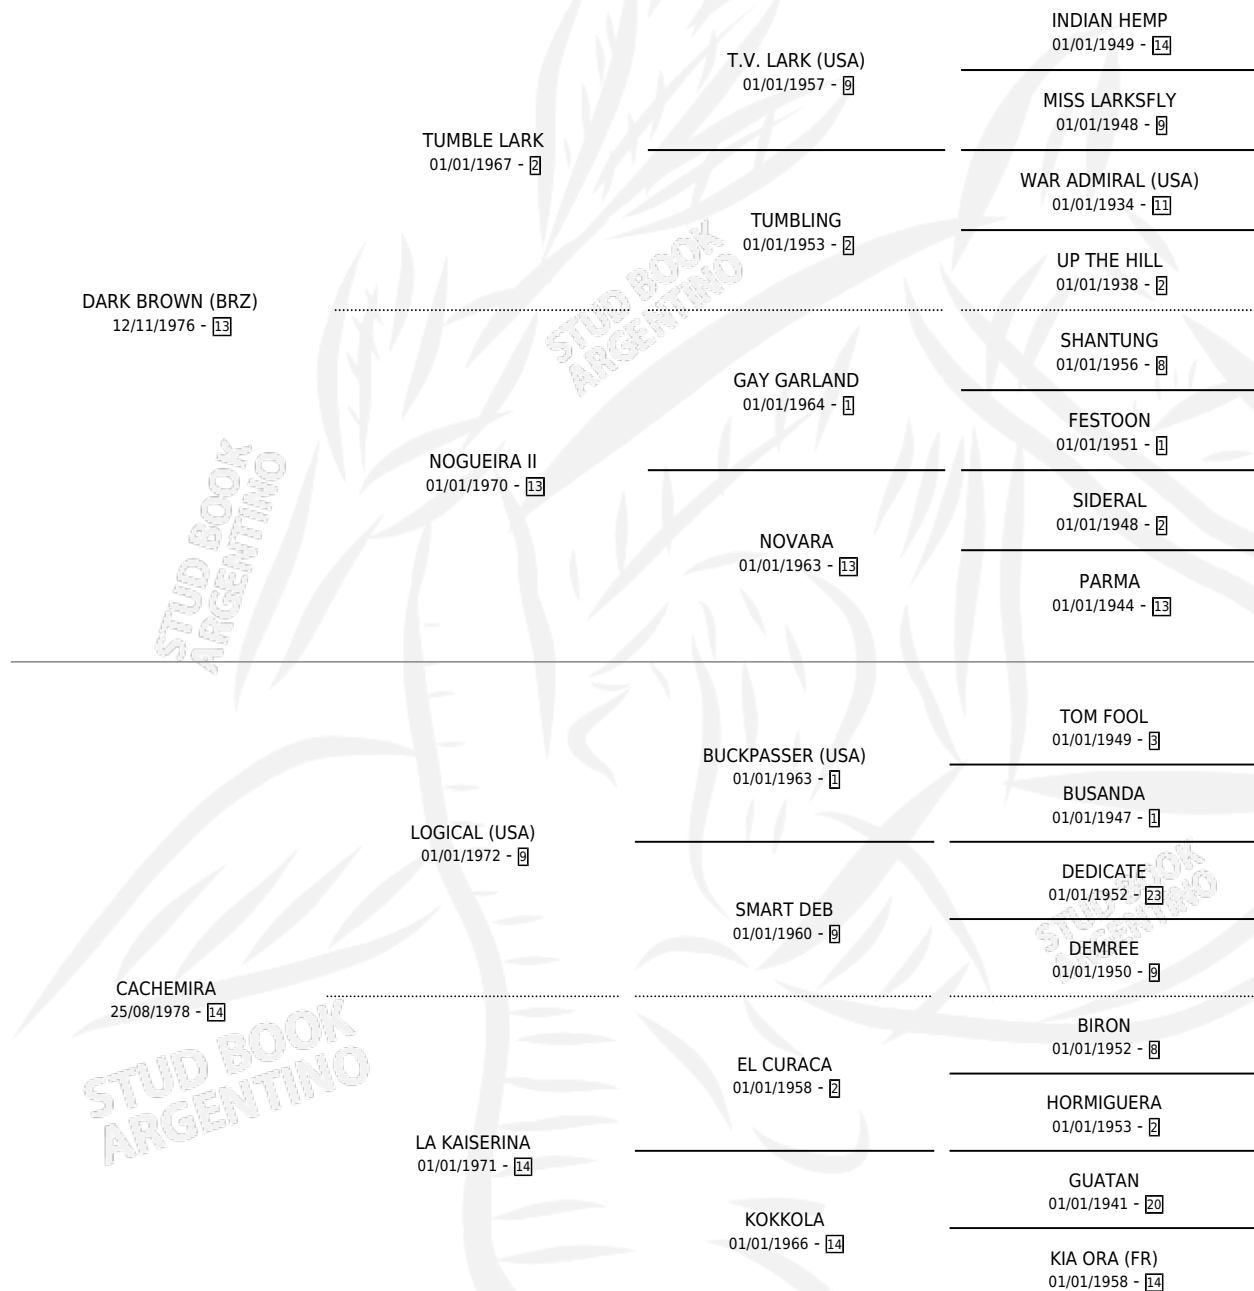 INDIAN HEMP
01/01/1949 - 14
T.V. LARK (USA)
01/01/1957 - 9
MISS LARKSFLY
01/01/1948 - 9
TUMBLE LARK
01/01/1967 - 2
WAR ADMIRAL (USA)
01/01/1934 - 11
TUMBLING
01/01/1953 - 2
UP THE HILL
01/01/1938 - 2
STUD BOOK
ARGENTINO
DARK BROWN (BRZ)
12/11/1976 - 13
SHANTUNG
01/01/1956 - 8
GAY GARLAND
01/01/1964 - 1
FESTOON
01/01/1951 - 1
NOGUEIRA II
01/01/1970 - 13
SIDERAL
01/01/1948 - 2
NOVARA
01/01/1963 - 13
PARMA
01/01/1944 - 13
STUD BOOK
ARGENTINO
TOM FOOL
01/01/1949 - 3
BUCKPASSER (USA)
01/01/1963 - 1
BUSANDA
01/01/1947 - 1
LOGICAL (USA)
01/01/1972 - 9
DEDICATE
01/01/1952 - 23
SMART DEB
01/01/1960 - 9
DEMREE
01/01/1950 - 9
STUD BOOK
ARGENTINO
CACHEMIRA
25/08/1978 - 14
BIRON
01/01/1952 - 8
EL CURACA
01/01/1958 - 2
HORMIGUERA
01/01/1953 - 2
LA KAISERINA
01/01/1971 - 14
GUATAN
01/01/1941 - 20
KOKKOLA
01/01/1966 - 14
KIA ORA (FR)
01/01/1958 - 14
STUD BOOK
ARGENTINO